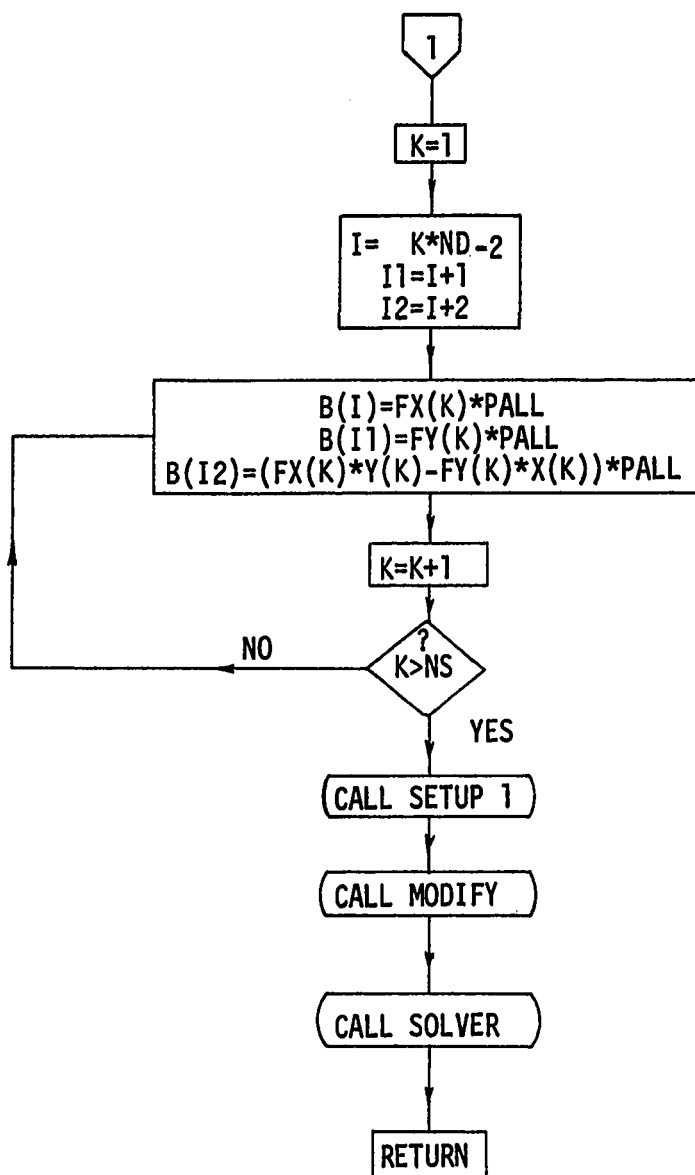 1
K=1
I= K*ND-2
I1=I+1
I2=I+2
B(I)=FX(K)*PALL
B(I1)=FY(K)*PALL
B(I2)=(FX(K)*Y(K)-FY(K)*X(K))*PALL
K=K+1
?
K>NS
NO
YES
CALL SETUP 1
CALL MODIFY
CALL SOLVER
RETURN